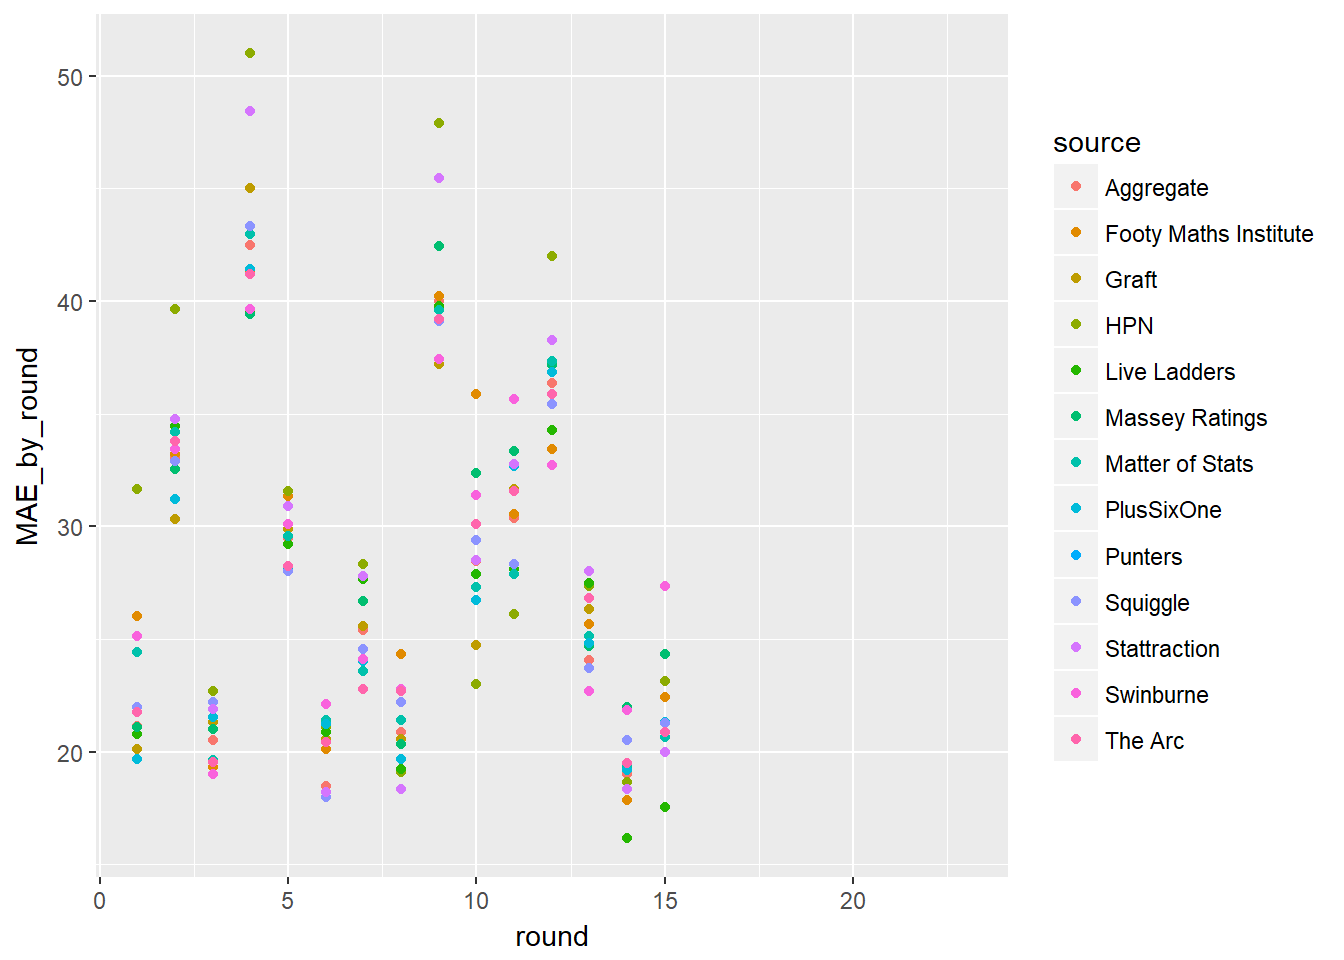 50
40
30
20
MAE_by_round
0 5 10 15 20
round
source
Aggregate
Footy Maths Institute
Graft
HPN
Live Ladders
Massey Ratings
Matter of Stats
PlusSixOne
Punters
Squiggle
Stattraction
Swinburne
The Arc